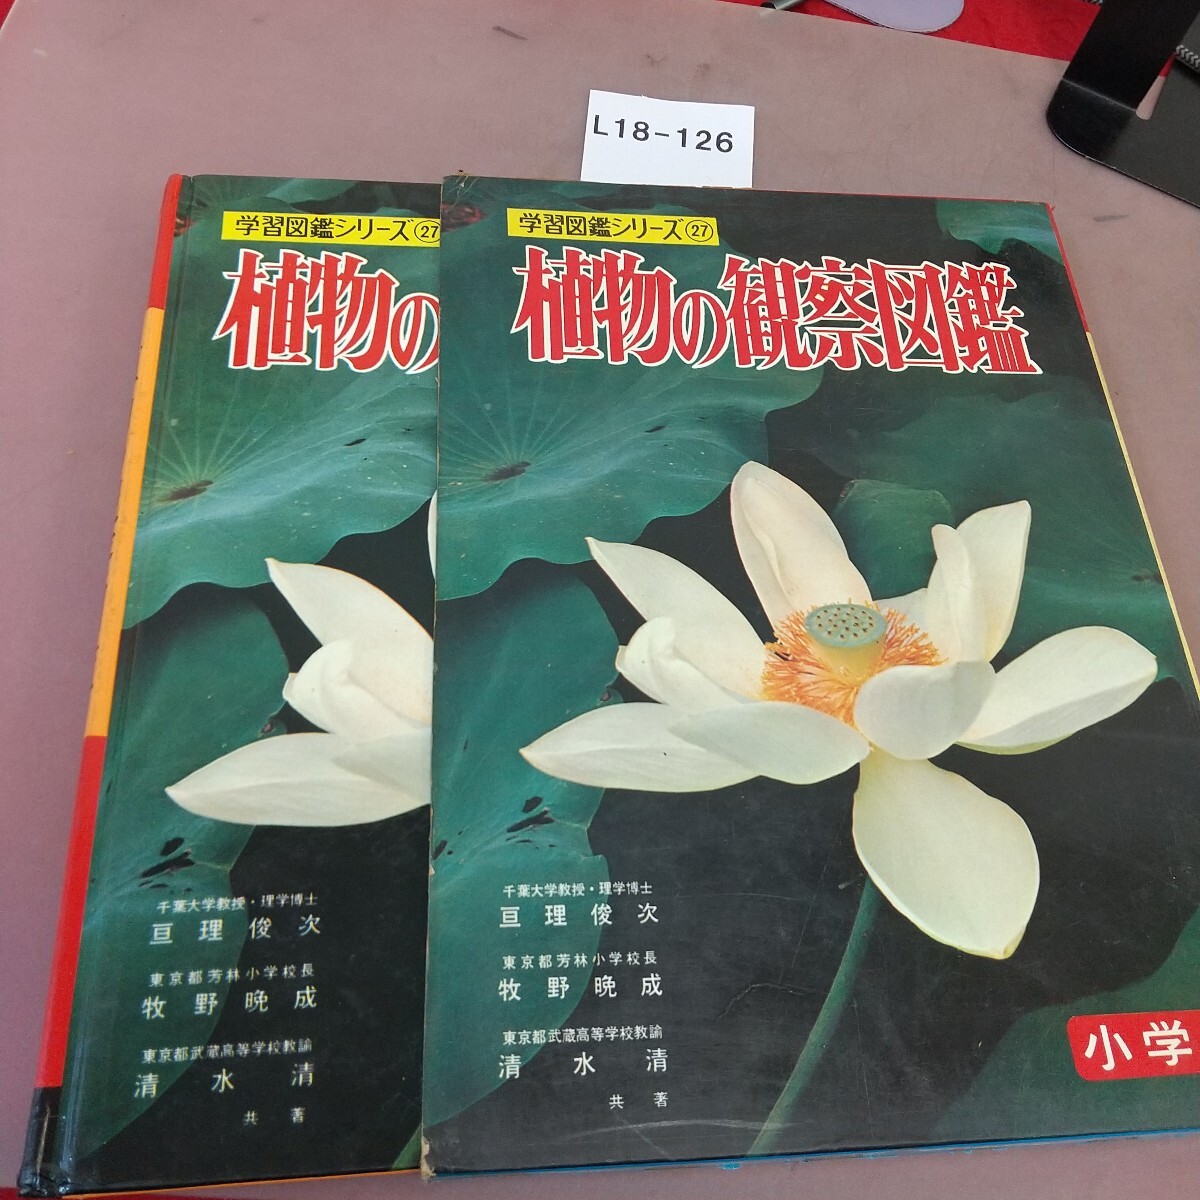 L18-126
学習図鑑シリーズ㉗
植物の
千葉大学教授・理学博士
亘理俊次
東京都芳林小学校長
牧野晩成
東京都武蔵高等学校教諭
清水清
共著
学習図鑑シリーズ㉗
植物の観察図鑑
千葉大学教授・理学博士
亘理俊次
東京都芳林小学校長
牧野晩成
東京都武蔵高等学校教諭
清水清
共著
小学